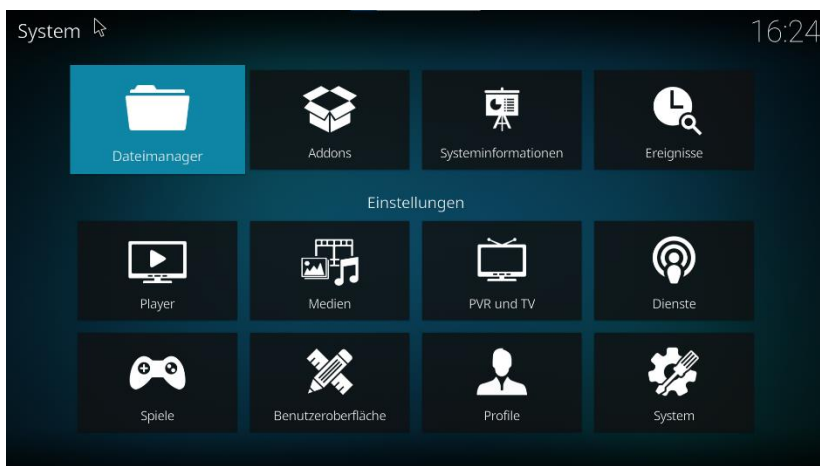 System
16:24
Dateimanager
Addons
Systeminformationen
Ereignisse
Einstellungen
Player
Medien
PVR und TV
Dienste
Spiele
Benutzeroberfläche
Profile
System